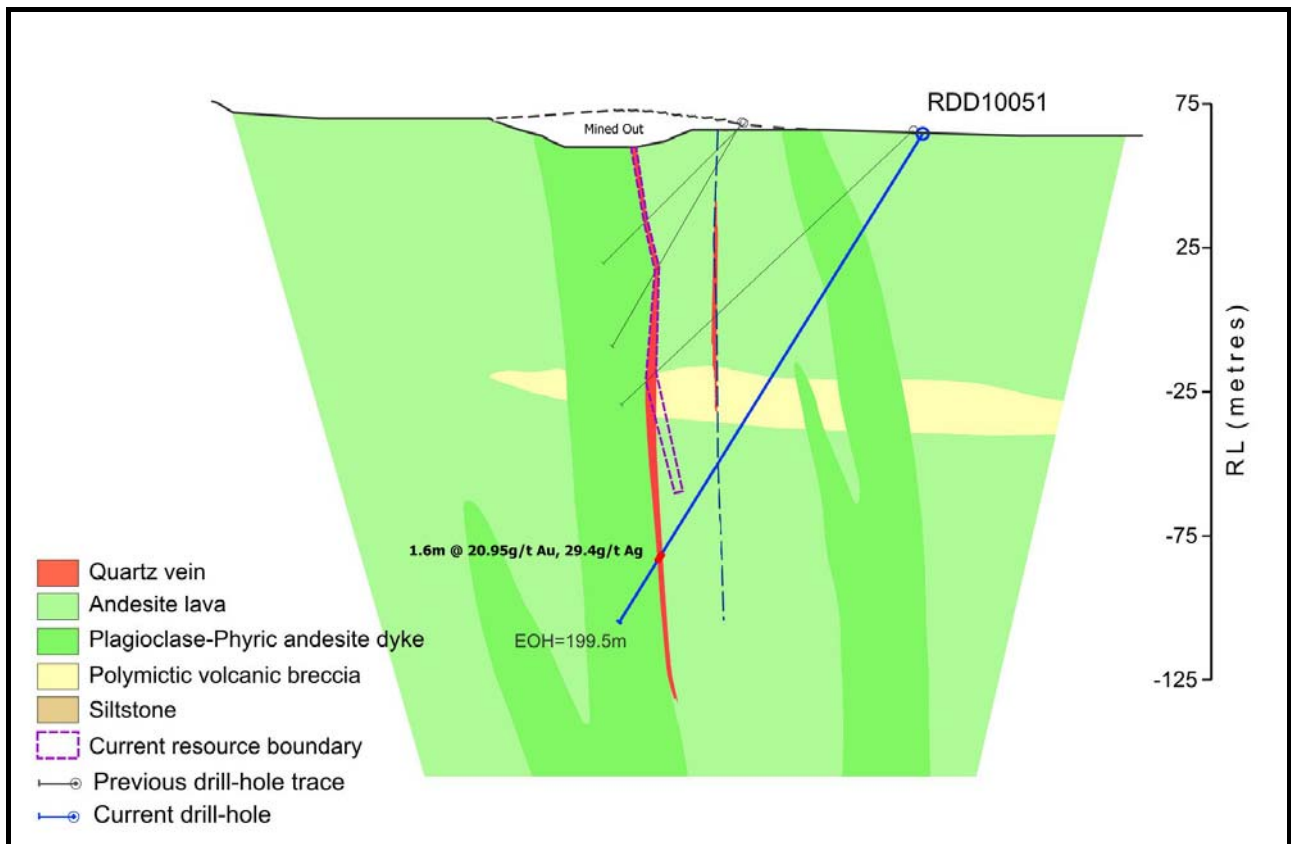 RDD10051
Mined Out
75
25
-25
-75
-125
RL (metres)
1.6m @ 20.95g/t Au, 29.4g/t Ag
EOH=199.5m
Quartz vein
Andesite lava
Plagioclase-Phyric andesite dyke
Polymictic volcanic breccia
Siltstone
Current resource boundary
Previous drill-hole trace
Current drill-hole